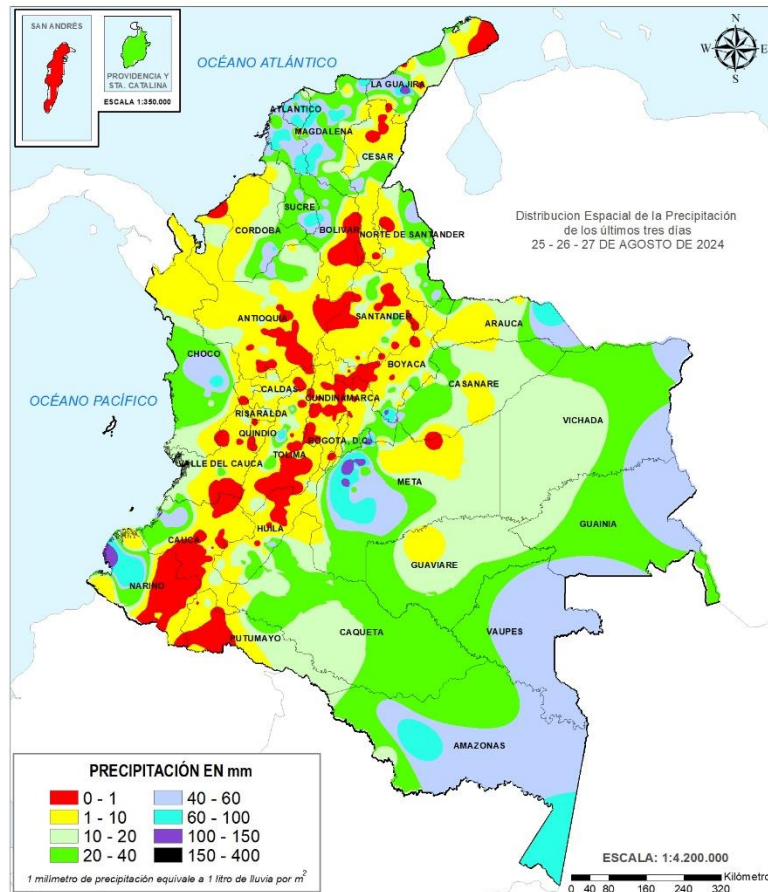 SAN ANDRÉS
PROVIDENCIA Y
STA. CATALINA
ESCALA 1:350.000
OCÉANO ATLÁNTICO
N
W
E
S
LA GUAJIRA
ATLANTICO
MAGDALENA
CESAR
SUCRE
CORDOBA
BOLIVAR
NORTE DE SANTANDER
Distribucion Espacial de la Precipitación
de los últimos tres días
25 - 26 - 27 DE AGOSTO DE 2024
ANTIOQUIA
SANTANDER
ARAUCA
CHOCO
BOYACA
CASANARE
OCÉANO PACÍFICO
CALDAS
CUNDINAMARCA
RISARALDA
VICHADA
QUINDIO
BOGOTA, D.C.
TOLIMA
VALLE DEL CAUCA
META
HUILA
GUAINIA
CAUCA
GUAVIARE
NARIÑO
PUTUMAYO
CAQUETA
VAUPES
AMAZONAS
PRECIPITACIÓN EN mm
0 - 1
40 - 60
1 - 10
60 - 100
10 - 20
100 - 150
20 - 40
150 - 400
1 milímetro de precipitación equivale a 1 litro de lluvia por m²
ESCALA: 1:4.200.000
Kilómetro
0 40 80 160 240 320